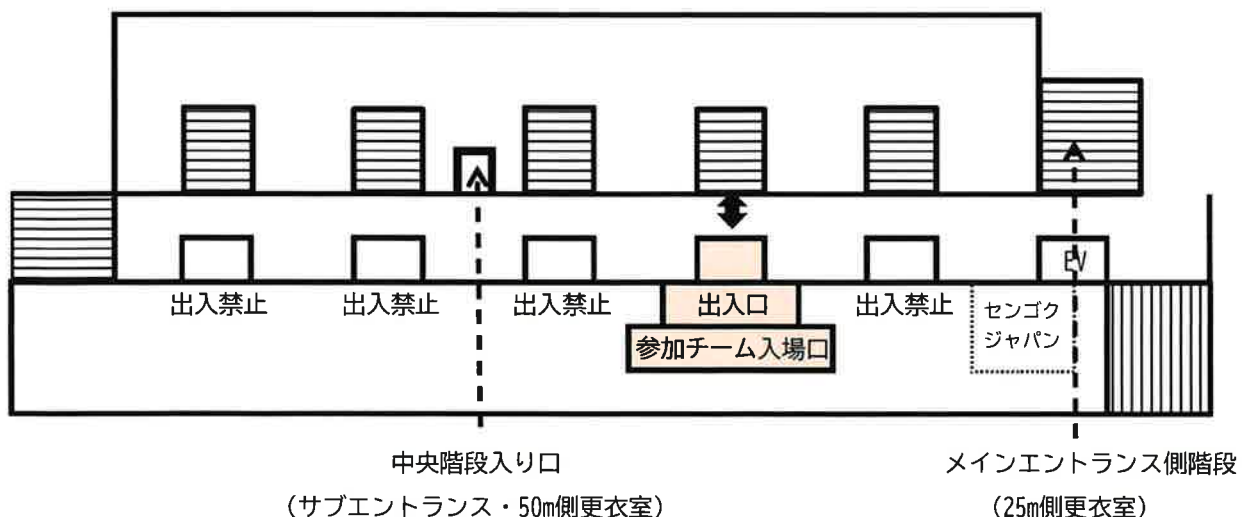 EV
出入禁止
出入禁止
出入禁止
出入口
出入禁止
センゴク
ジャパン
参加チーム入場口
中央階段入り口
(サブエントランス・50m側更衣室)
メインエントランス側階段
(25m側更衣室)